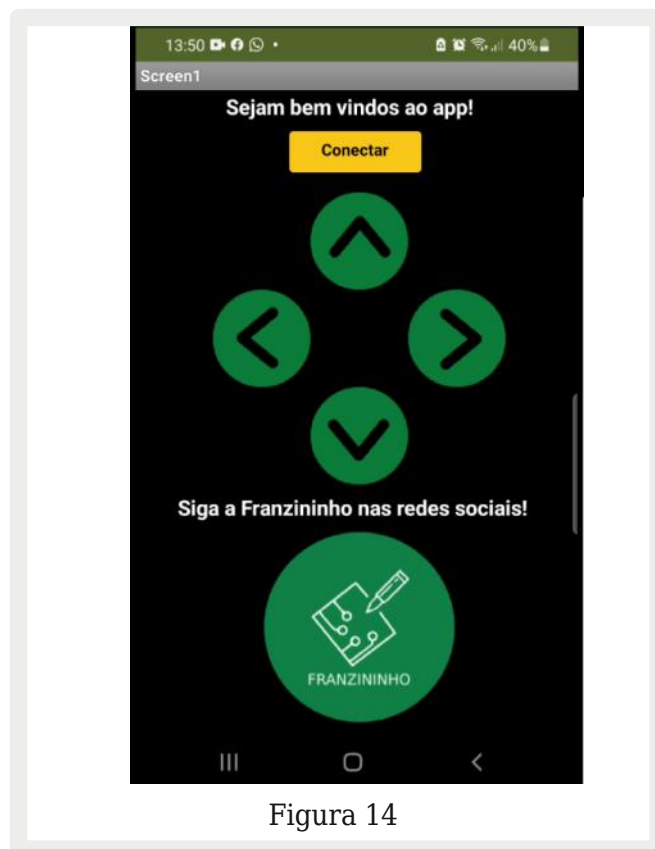 13:50
40%
Screen1
Sejam bem vindos ao app!
Conectar
Siga a Franzininho nas redes sociais!
FRANZININHO
Figura 14